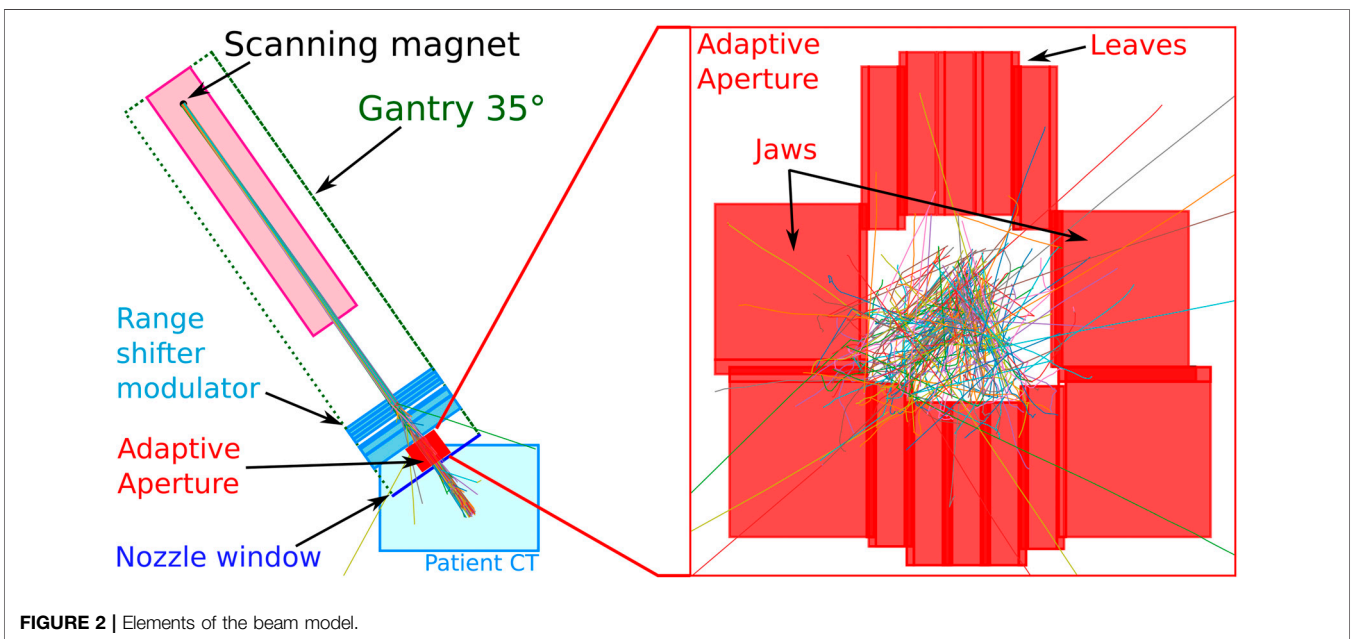 Scanning magnet
Gantry 35°
Range
shifter
modulator
Adaptive
Aperture
Nozzle window
Patient CT
Adaptive
Aperture
Leaves
Jaws
FIGURE 2 | Elements of the beam model.